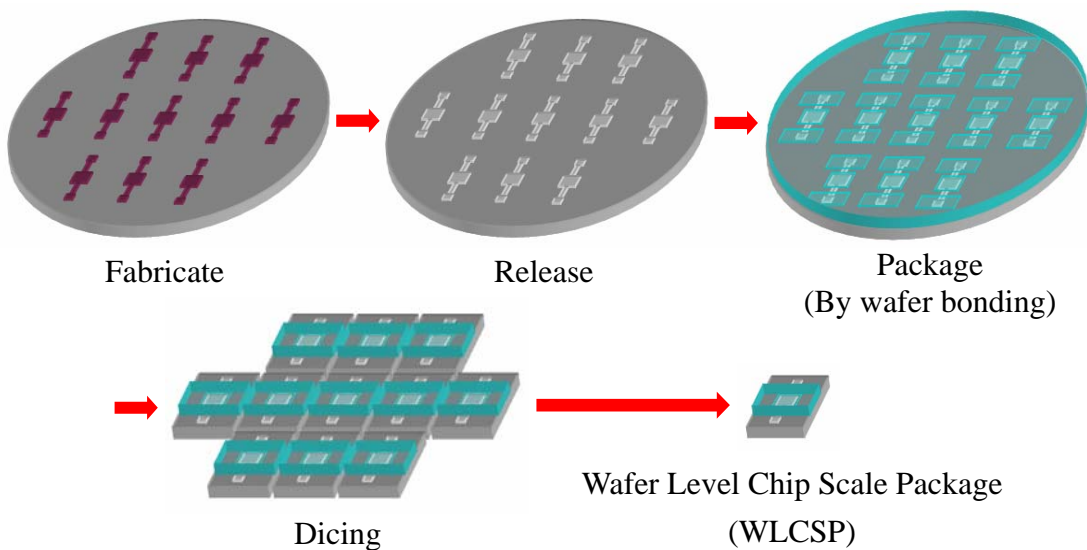 Fabricate
Release
Package
(By wafer bonding)
Dicing
Wafer Level Chip Scale Package
(WLCSP)